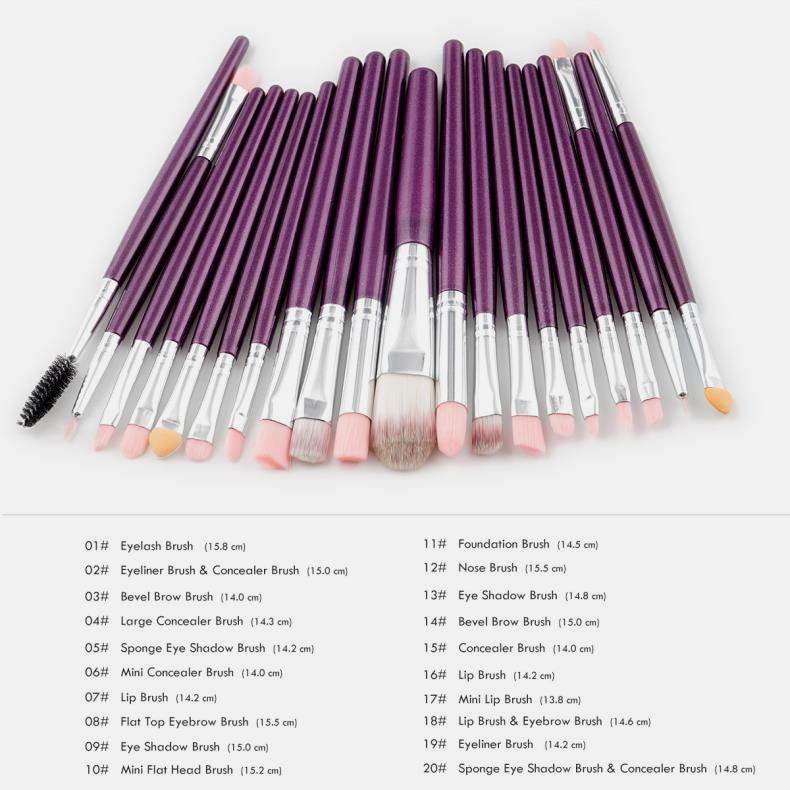 01# Eyelash Brush (15.8 cm)
02# Eyeliner Brush & Concealer Brush (15.0 cm)
03# Bevel Brow Brush (14.0 cm)
04# Large Concealer Brush (14.3 cm)
05# Sponge Eye Shadow Brush (14.2 cm)
06# Mini Concealer Brush (14.0 cm)
07# Lip Brush (14.2 cm)
08# Flat Top Eyebrow Brush (15.5 cm)
09# Eye Shadow Brush (15.0 cm)
10# Mini Flat Head Brush (15.2 cm)
11# Foundation Brush (14.5 cm)
12# Nose Brush (15.5 cm)
13# Eye Shadow Brush (14.8 cm)
14# Bevel Brow Brush (15.0 cm)
15# Concealer Brush (14.0 cm)
16# Lip Brush (14.2 cm)
17# Mini Lip Brush (13.8 cm)
18# Lip Brush & Eyebrow Brush (14.6 cm)
19# Eyeliner Brush (14.2 cm)
20# Sponge Eye Shadow Brush & Concealer Brush (14.8 cm)